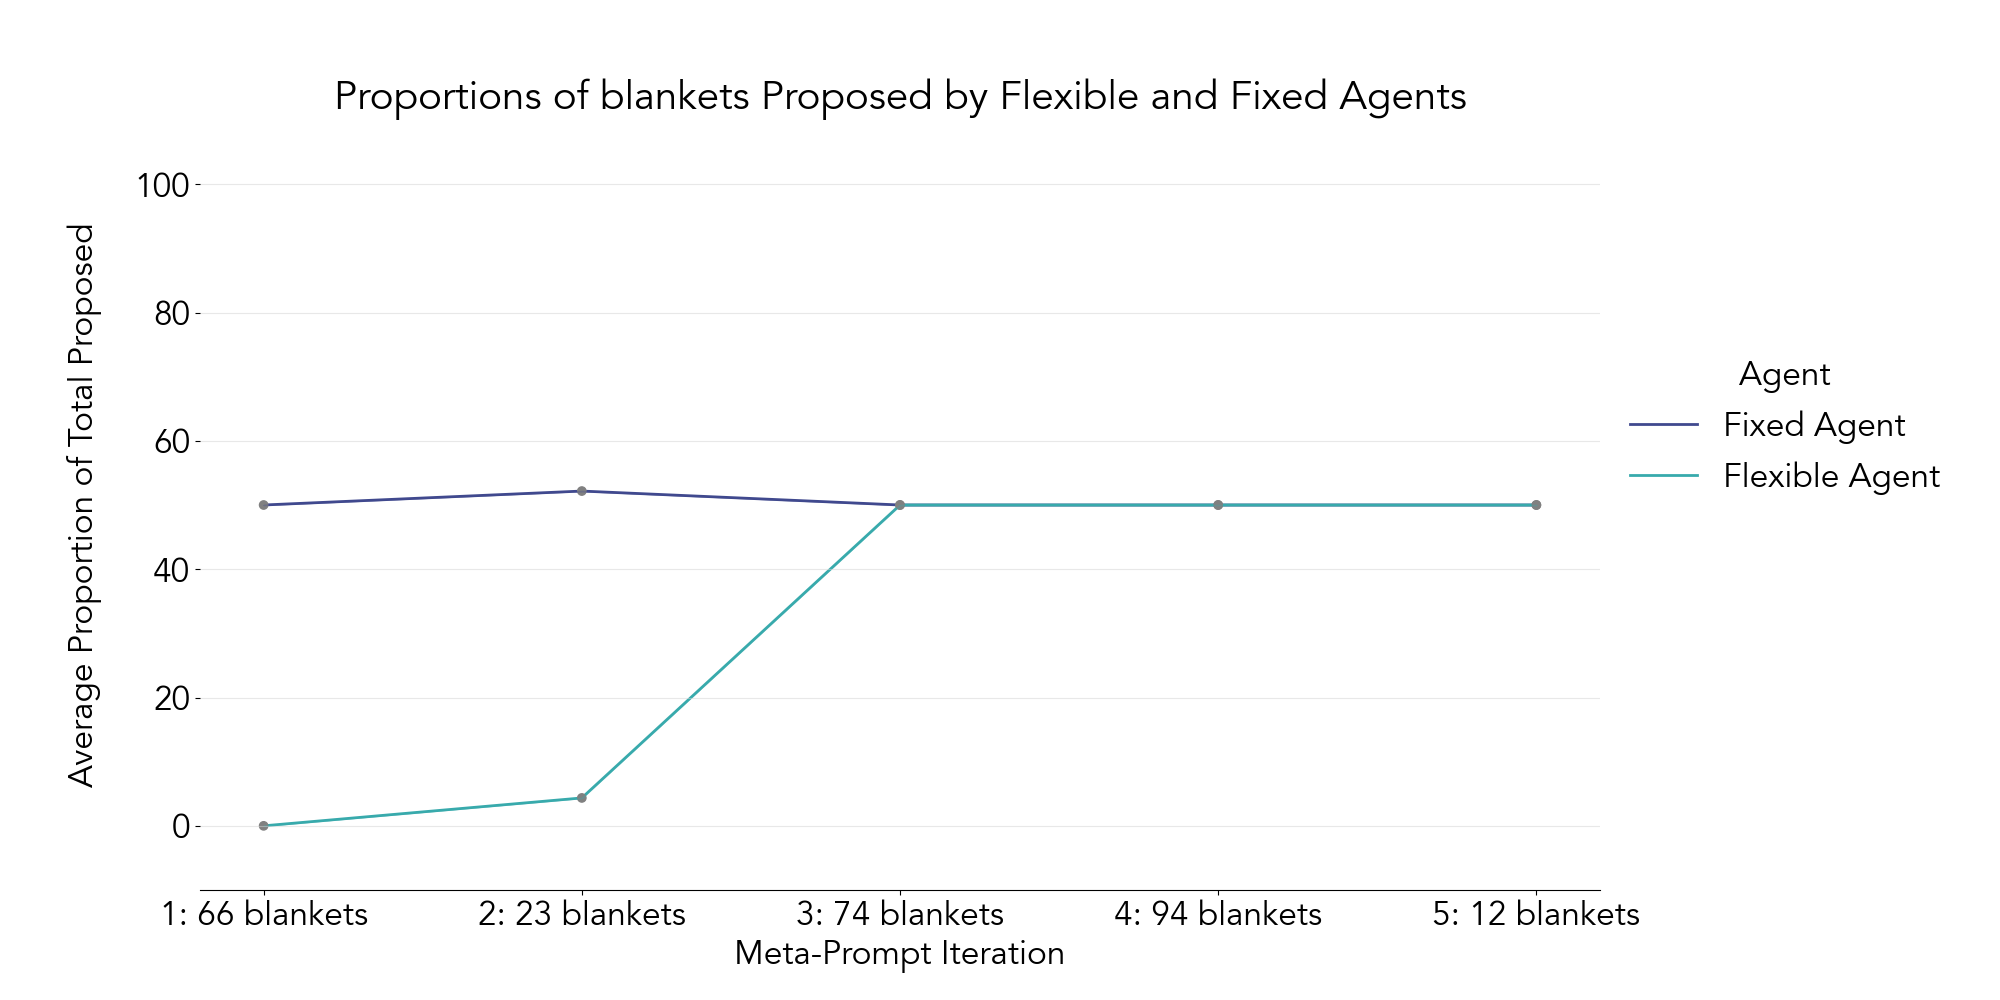 Proportions of blankets Proposed by Flexible and Fixed Agents
Average Proportion of Total Proposed
100
80
60
40
20
0
1: 66 blankets
2: 23 blankets
3: 74 blankets
4: 94 blankets
5: 12 blankets
Meta-Prompt Iteration
Agent
Fixed Agent
Flexible Agent